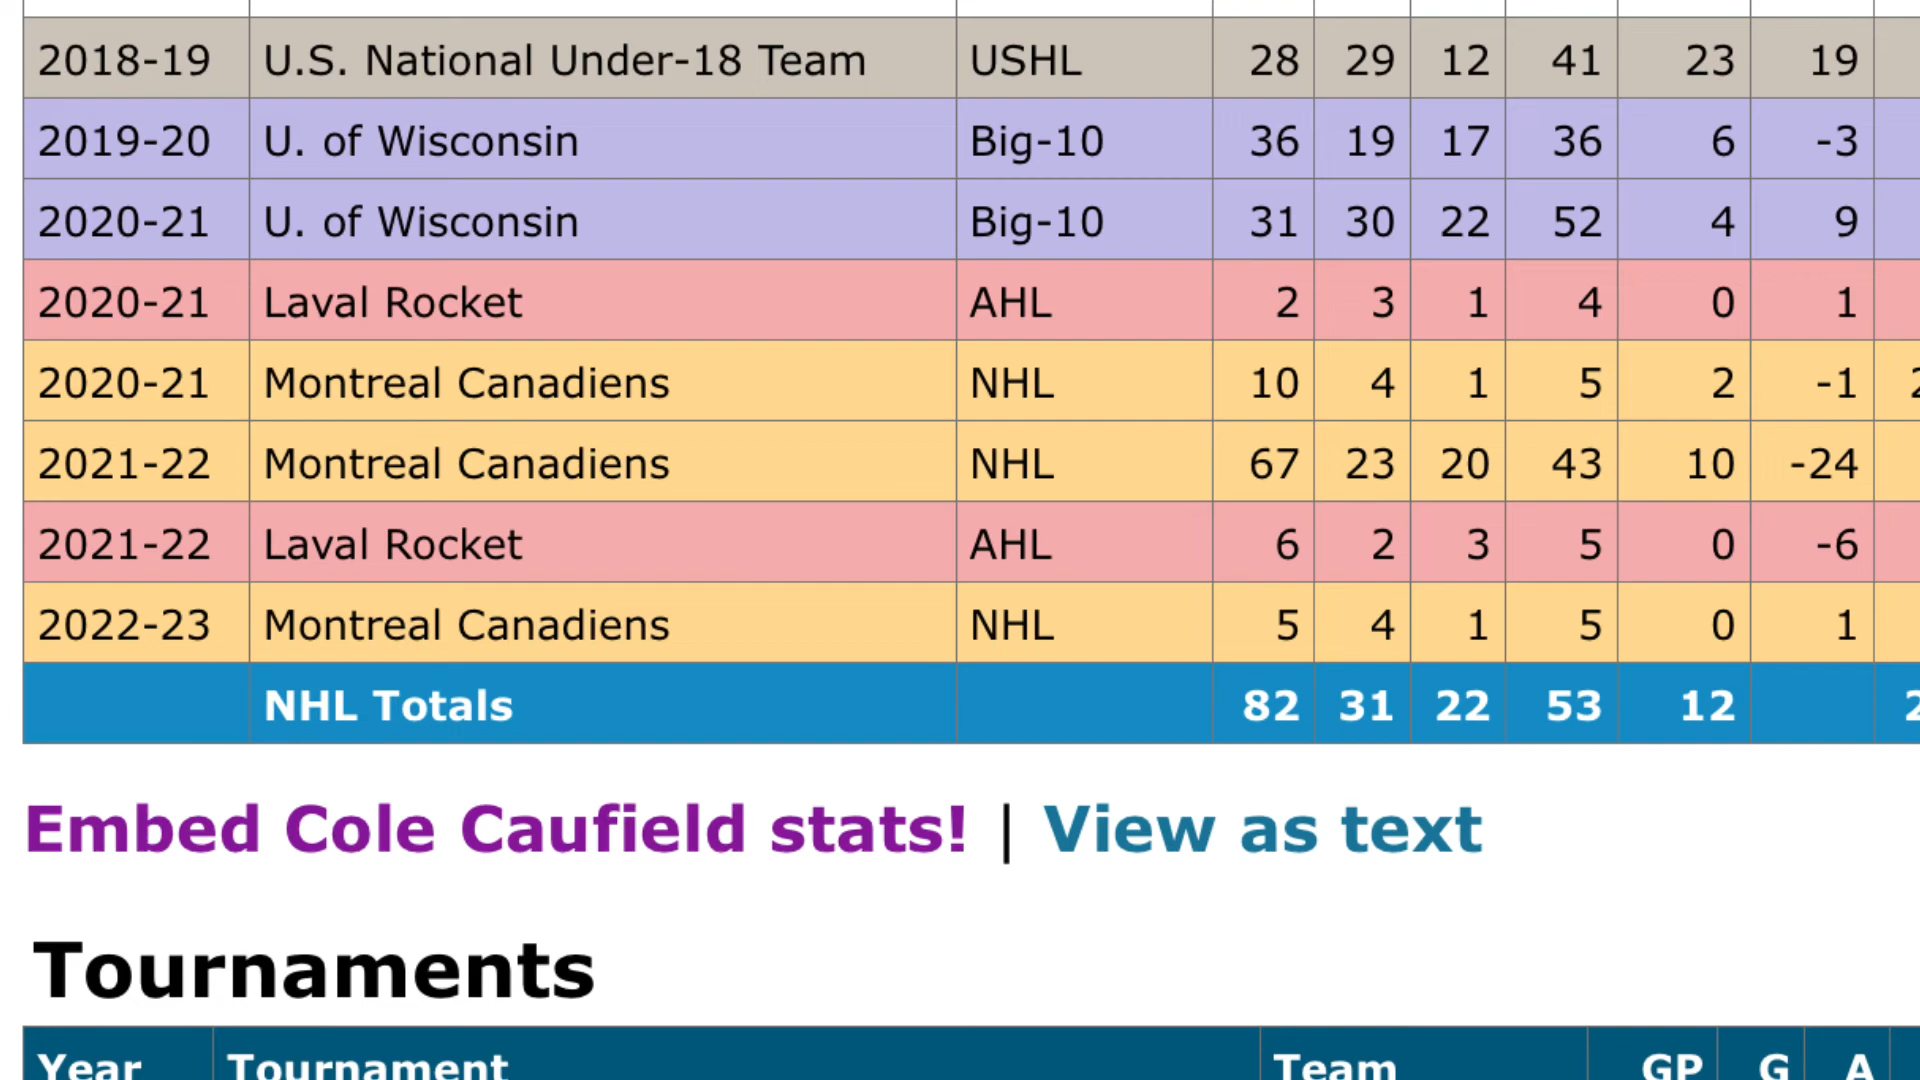 2018-19 U.S. National Under-18 Team USHL 28 29 12 41 23 19
2019-20 U. of Wisconsin Big-10 36 19 17 36 6 -3
2020-21 U. of Wisconsin Big-10 31 30 22 52 4 9
2020-21 Laval Rocket AHL 2 3 1 4 0 1
2020-21 Montreal Canadiens NHL 10 4 1 5 2 -1
2021-22 Montreal Canadiens NHL 67 23 20 43 10 -24
2021-22 Laval Rocket AHL 6 2 3 5 0 -6
2022-23 Montreal Canadiens NHL 5 4 1 5 0 1
NHL Totals 82 31 22 53 12
Embed Cole Caufield stats! | View as text
Tournaments
Year Tournament Team GP G A